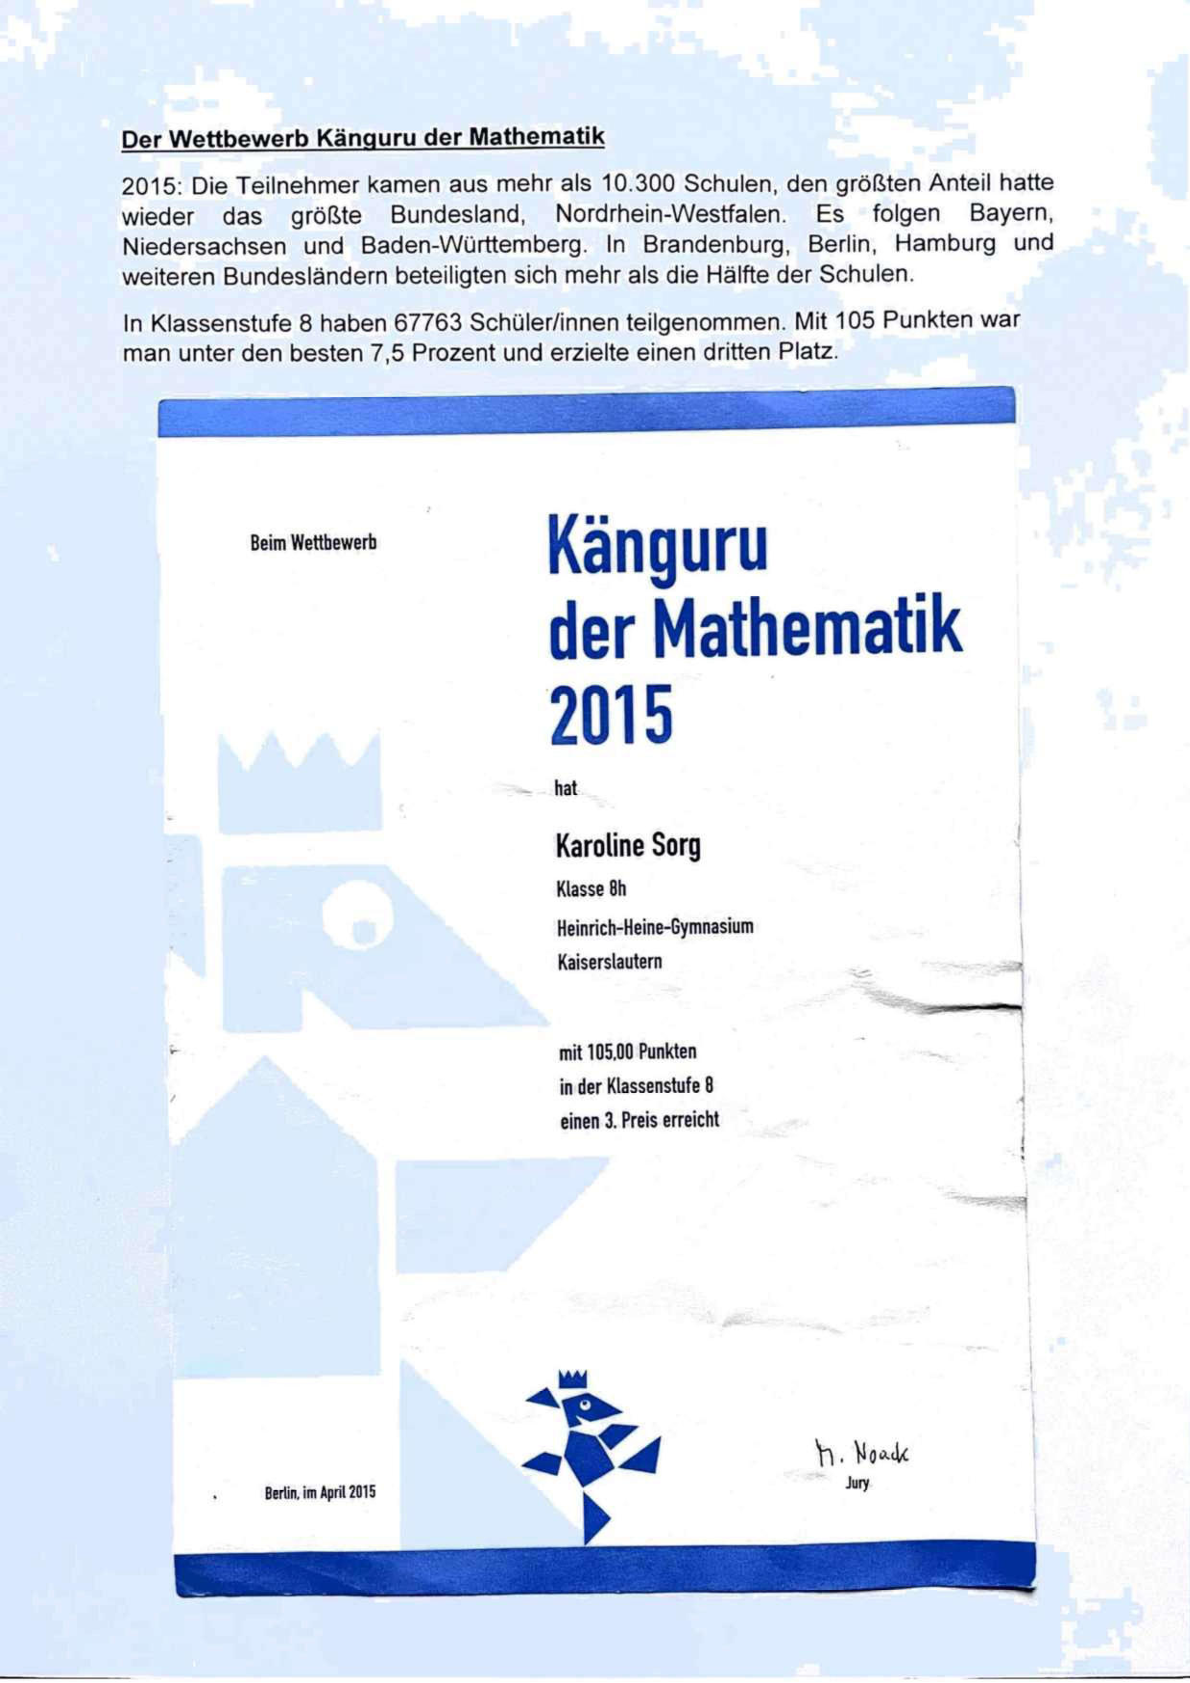 Der Wettbewerb Känguru der Mathematik
2015: Die Teilnehmer kamen aus mehr als 10.300 Schulen, den größten Anteil hatte
wieder das größte Bundesland, Nordrhein-Westfalen. Es folgen Bayern,
Niedersachsen und Baden-Württemberg. In Brandenburg, Berlin, Hamburg und
weiteren Bundesländern beteiligten sich mehr als die Hälfte der Schulen.
In Klassenstufe 8 haben 67763 Schüler/innen teilgenommen. Mit 105 Punkten war
man unter den besten 7,5 Prozent und erzielte einen dritten Platz.
Beim Wettbewerb
Känguru
der Mathematik
2015
hat
Karoline Sorg
Klasse 8h
Heinrich-Heine-Gymnasium
Kaiserslautern
mit 105,00 Punkten
in der Klassenstufe 8
einen 3. Preis erreicht
M. Noack
Jury
Berlin, im April 2015